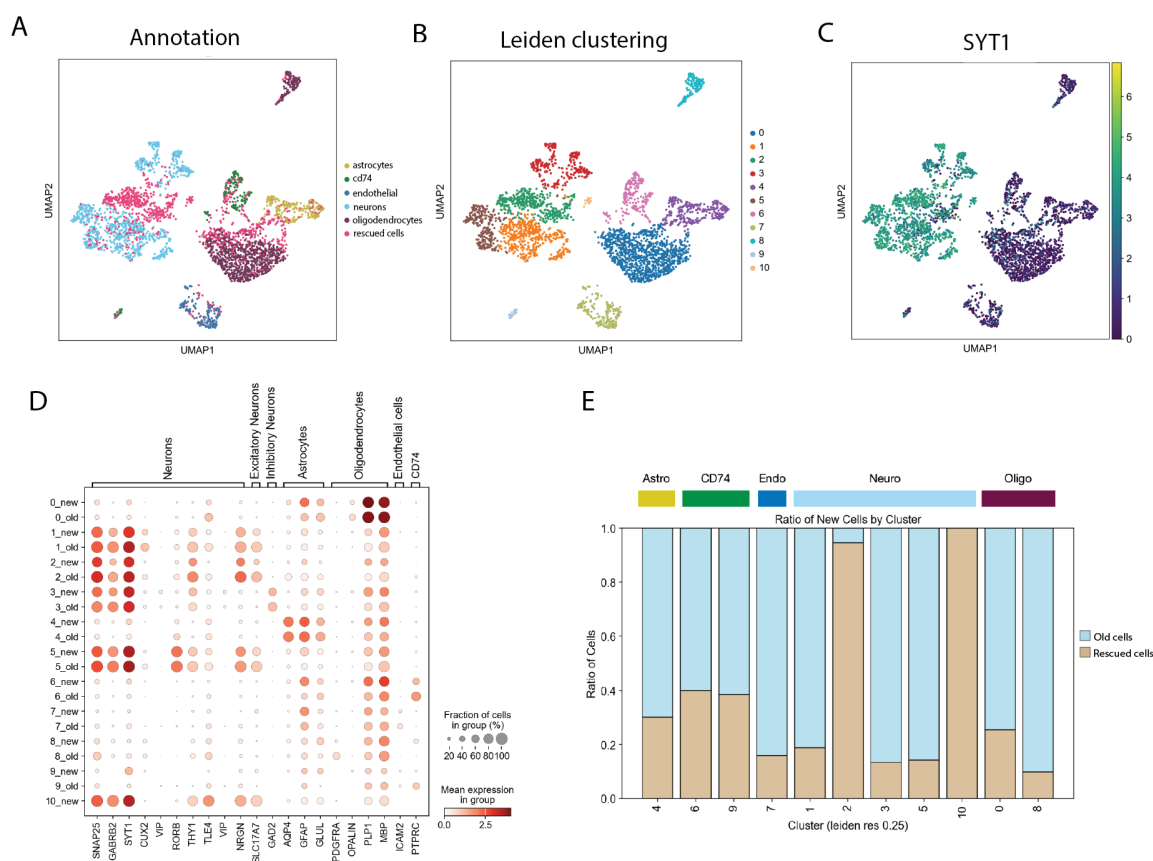 A
Annotation
UMAP2
UMAP1
astrocytes
cd74
endothelial
neurons
oligodendrocytes
rescued cells
B
Leiden clustering
UMAP2
UMAP1
0
1
2
3
4
5
6
7
8
9
10
C
SYT1
UMAP2
UMAP1
6
5
4
3
2
1
0
D
Neurons
Excitatory Neurons
Inhibitory Neurons
Astrocytes
Oligodendrocytes
Endothelial cells
CD74
0_new
0_old
1_new
1_old
2_new
2_old
3_new
3_old
4_new
4_old
5_new
5_old
6_new
6_old
7_new
7_old
8_new
8_old
9_new
9_old
10_new
SNAP25
GABRB2
SYT1
CUX2
VIP
RORB
THY1
TLE4
VIP
NRGN
SLC17A7
GAD2
AQP4
GFAP
GLUL
PDGFRA
OPALIN
PLP1
MBP
ICAM2
PTPRC
Fraction of cells
in group (%)
20 40 60 80 100
Mean expression
in group
0.0 2.5
E
Astro CD74 Endo Neuro Oligo
Ratio of New Cells by Cluster
Ratio of Cells
1.0
0.8
0.6
0.4
0.2
0.0
4 6 9 7 1 2 3 5 10 0 8
Cluster (leiden res 0.25)
Old cells
Rescued cells